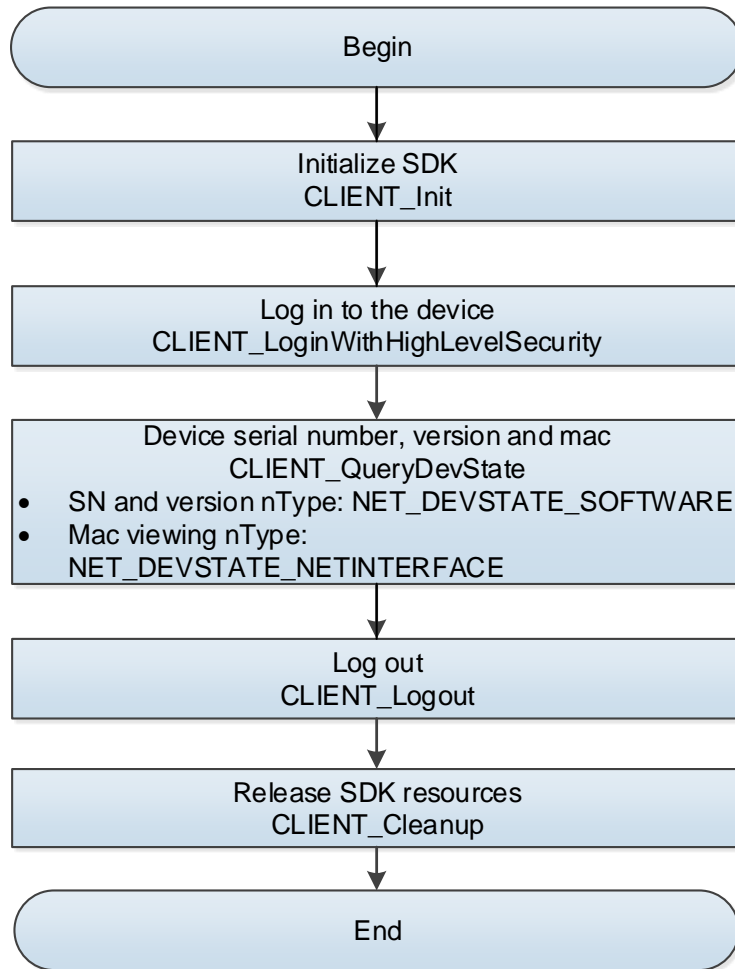 Begin
Initialize SDK
CLIENT_Init
Log in to the device
CLIENT_LoginWithHighLevelSecurity
Device serial number, version and mac
CLIENT_QueryDevState
• SN and version nType: NET_DEVSTATE_SOFTWARE
• Mac viewing nType:
NET_DEVSTATE_NETINTERFACE
Log out
CLIENT_Logout
Release SDK resources
CLIENT_Cleanup
End